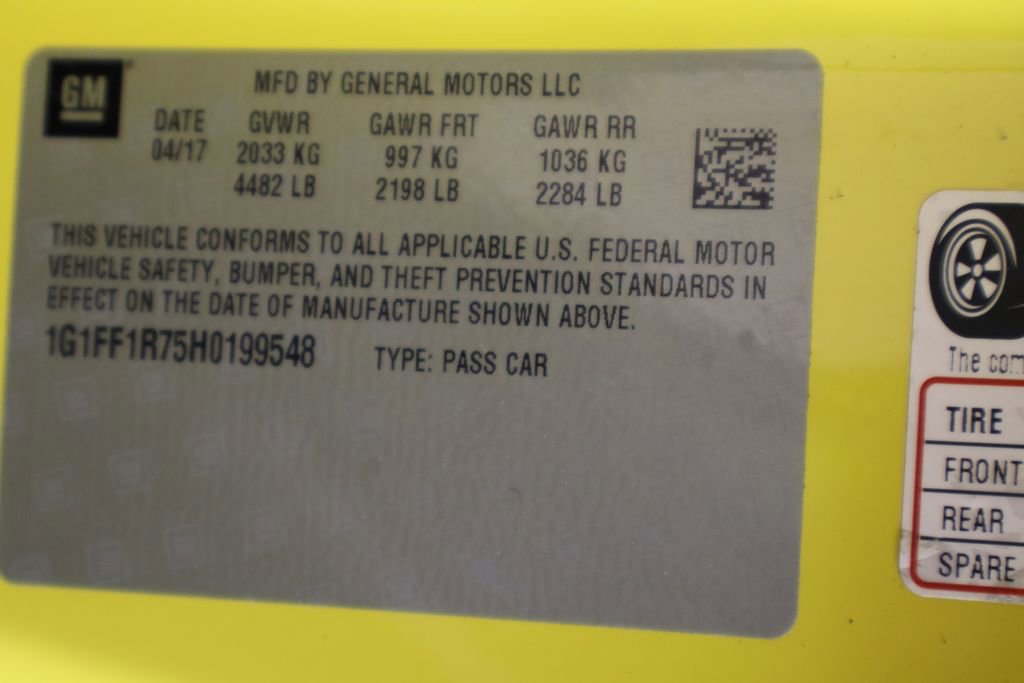 GM
MFD BY GENERAL MOTORS LLC
DATE GVWR GAWR FRT GAWR RR
04/17 2033 KG 997 KG 1036 KG
4482 LB 2198 LB 2284 LB
THIS VEHICLE CONFORMS TO ALL APPLICABLE U.S. FEDERAL MOTOR
VEHICLE SAFETY, BUMPER, AND THEFT PREVENTION STANDARDS IN
EFFECT ON THE DATE OF MANUFACTURE SHOWN ABOVE.
1G1FF1R75H0199548 TYPE: PASS CAR
The com
TIRE
FRONT
REAR
SPARE